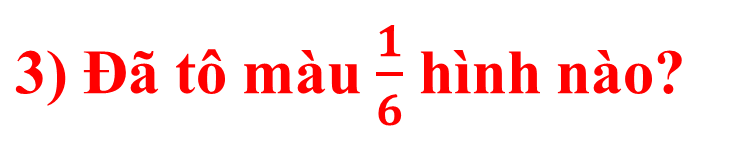 3) Đã tô màu 1/6 hình nào?